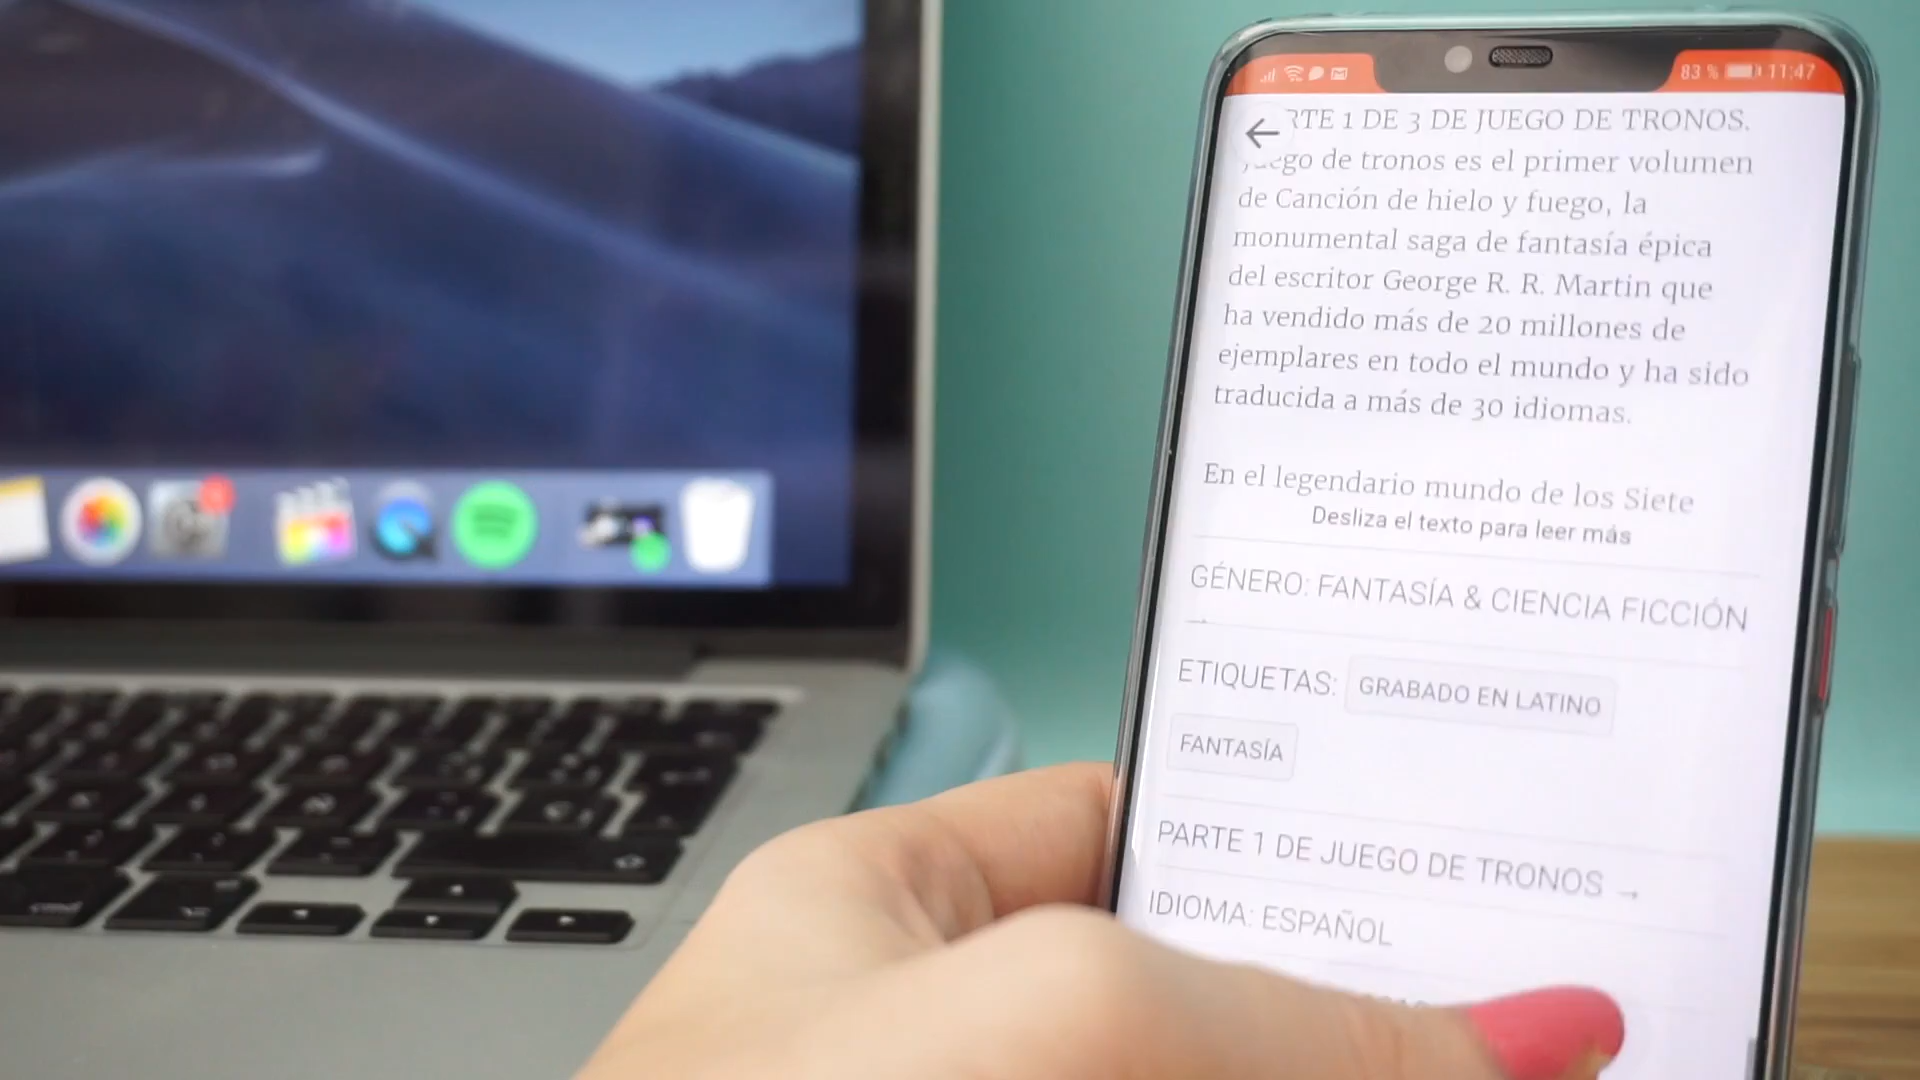 83 % 11:47
RTE 1 DE 3 DE JUEGO DE TRONOS.
ego de tronos es el primer volumen
de Canción de hielo y fuego, la
monumental saga de fantasía épica
del escritor George R. R. Martin que
ha vendido más de 20 millones de
ejemplares en todo el mundo y ha sido
traducida a más de 30 idiomas.
En el legendario mundo de los Siete
Desliza el texto para leer más
GÉNERO: FANTASÍA & CIENCIA FICCIÓN
→
ETIQUETAS: GRABADO EN LATINO
FANTASÍA
PARTE 1 DE JUEGO DE TRONOS →
IDIOMA: ESPAÑOL
cmd